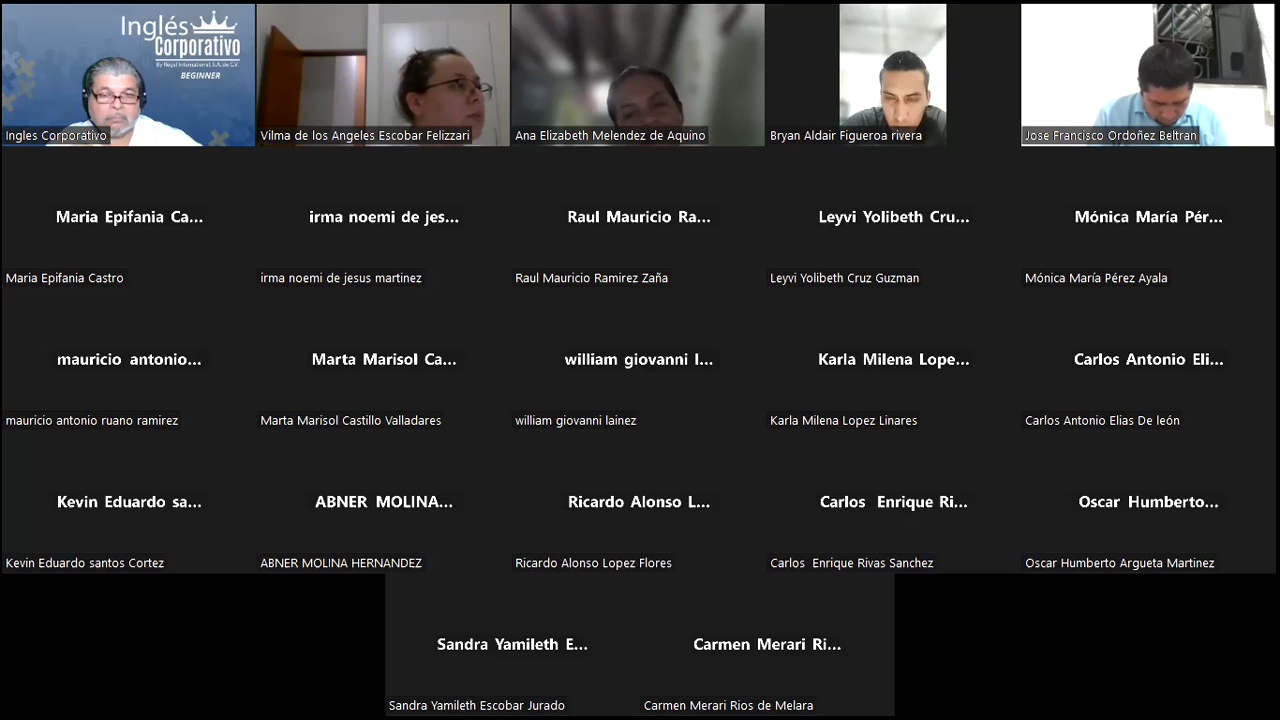 Inglés
Corporativo
By Regal International, S.A. de C.V.
BEGINNER
Ingles Corporativo
Vilma de los Angeles Escobar Felizzari
Ana Elizabeth Melendez de Aquino
Bryan Aldair Figueroa rivera
Jose Francisco Ordoñez Beltran
Maria Epifania Ca...
irma noemi de jes...
Raul Mauricio Ra...
Leyvi Yolibeth Cru...
Mónica María Pér...
Maria Epifania Castro
irma noemi de jesus martinez
Raul Mauricio Ramirez Zaña
Leyvi Yolibeth Cruz Guzman
Mónica María Pérez Ayala
mauricio antonio...
Marta Marisol Ca...
william giovanni l...
Karla Milena Lope...
Carlos Antonio Eli...
mauricio antonio ruano ramirez
Marta Marisol Castillo Valladares
william giovanni lainez
Karla Milena Lopez Linares
Carlos Antonio Elias De león
Kevin Eduardo sa...
ABNER MOLINA...
Ricardo Alonso L...
Carlos  Enrique Ri...
Oscar Humberto...
Kevin Eduardo santos Cortez
ABNER MOLINA HERNANDEZ
Ricardo Alonso Lopez Flores
Carlos  Enrique Rivas Sanchez
Oscar Humberto Argueta Martinez
Sandra Yamileth E...
Carmen Merari Ri...
Sandra Yamileth Escobar Jurado
Carmen Merari Rios de Melara